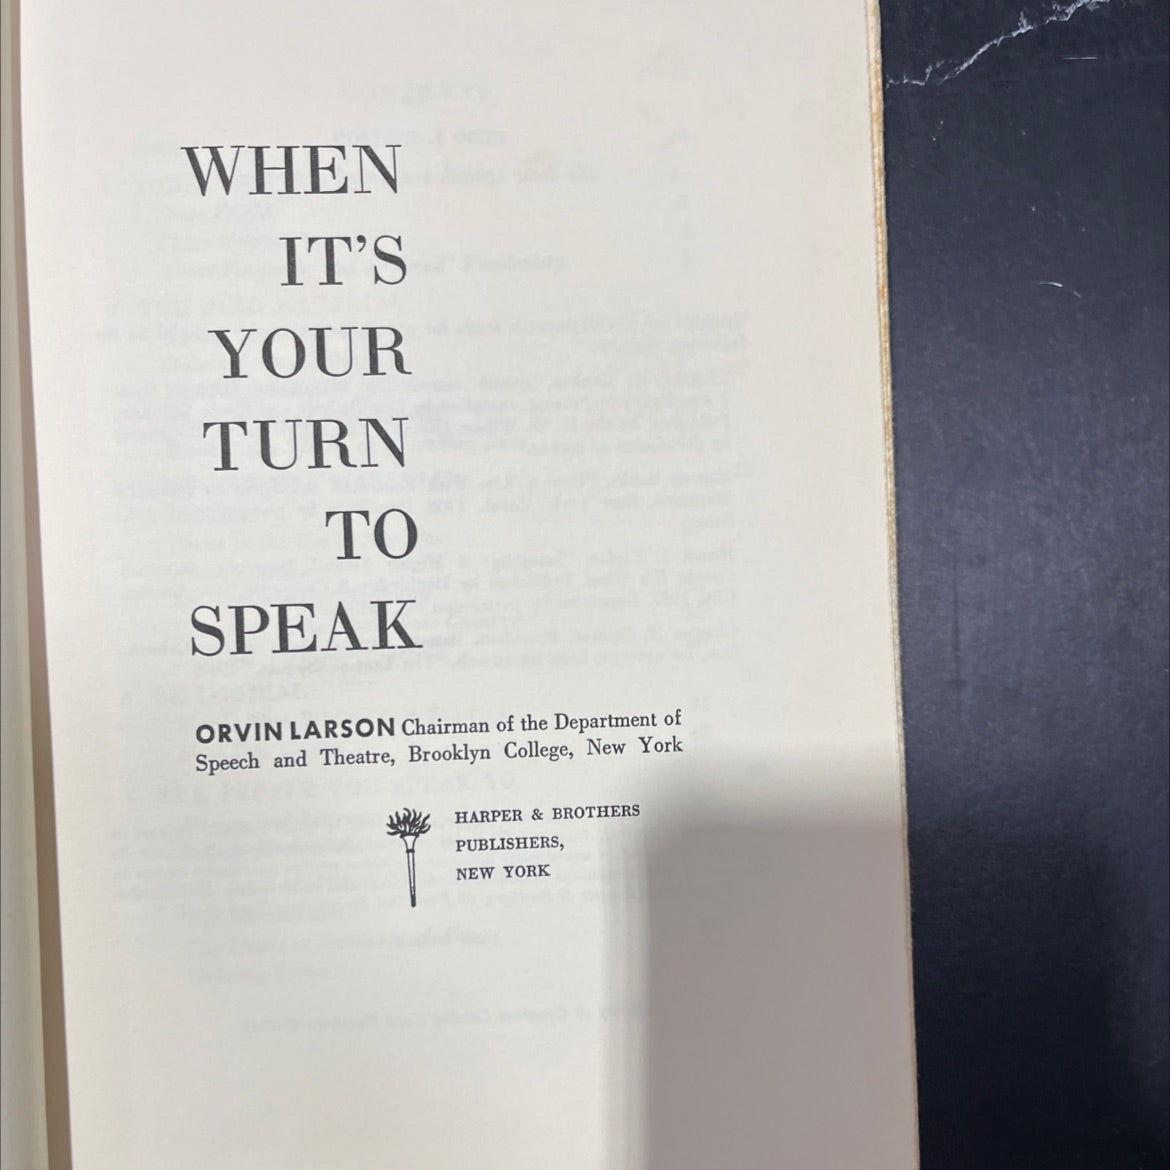 WHEN
IT'S
YOUR
TURN
TO
SPEAK
ORVIN LARSON Chairman of the Department of
Speech and Theatre, Brooklyn College, New York
HARPER & BROTHERS
PUBLISHERS,
NEW YORK